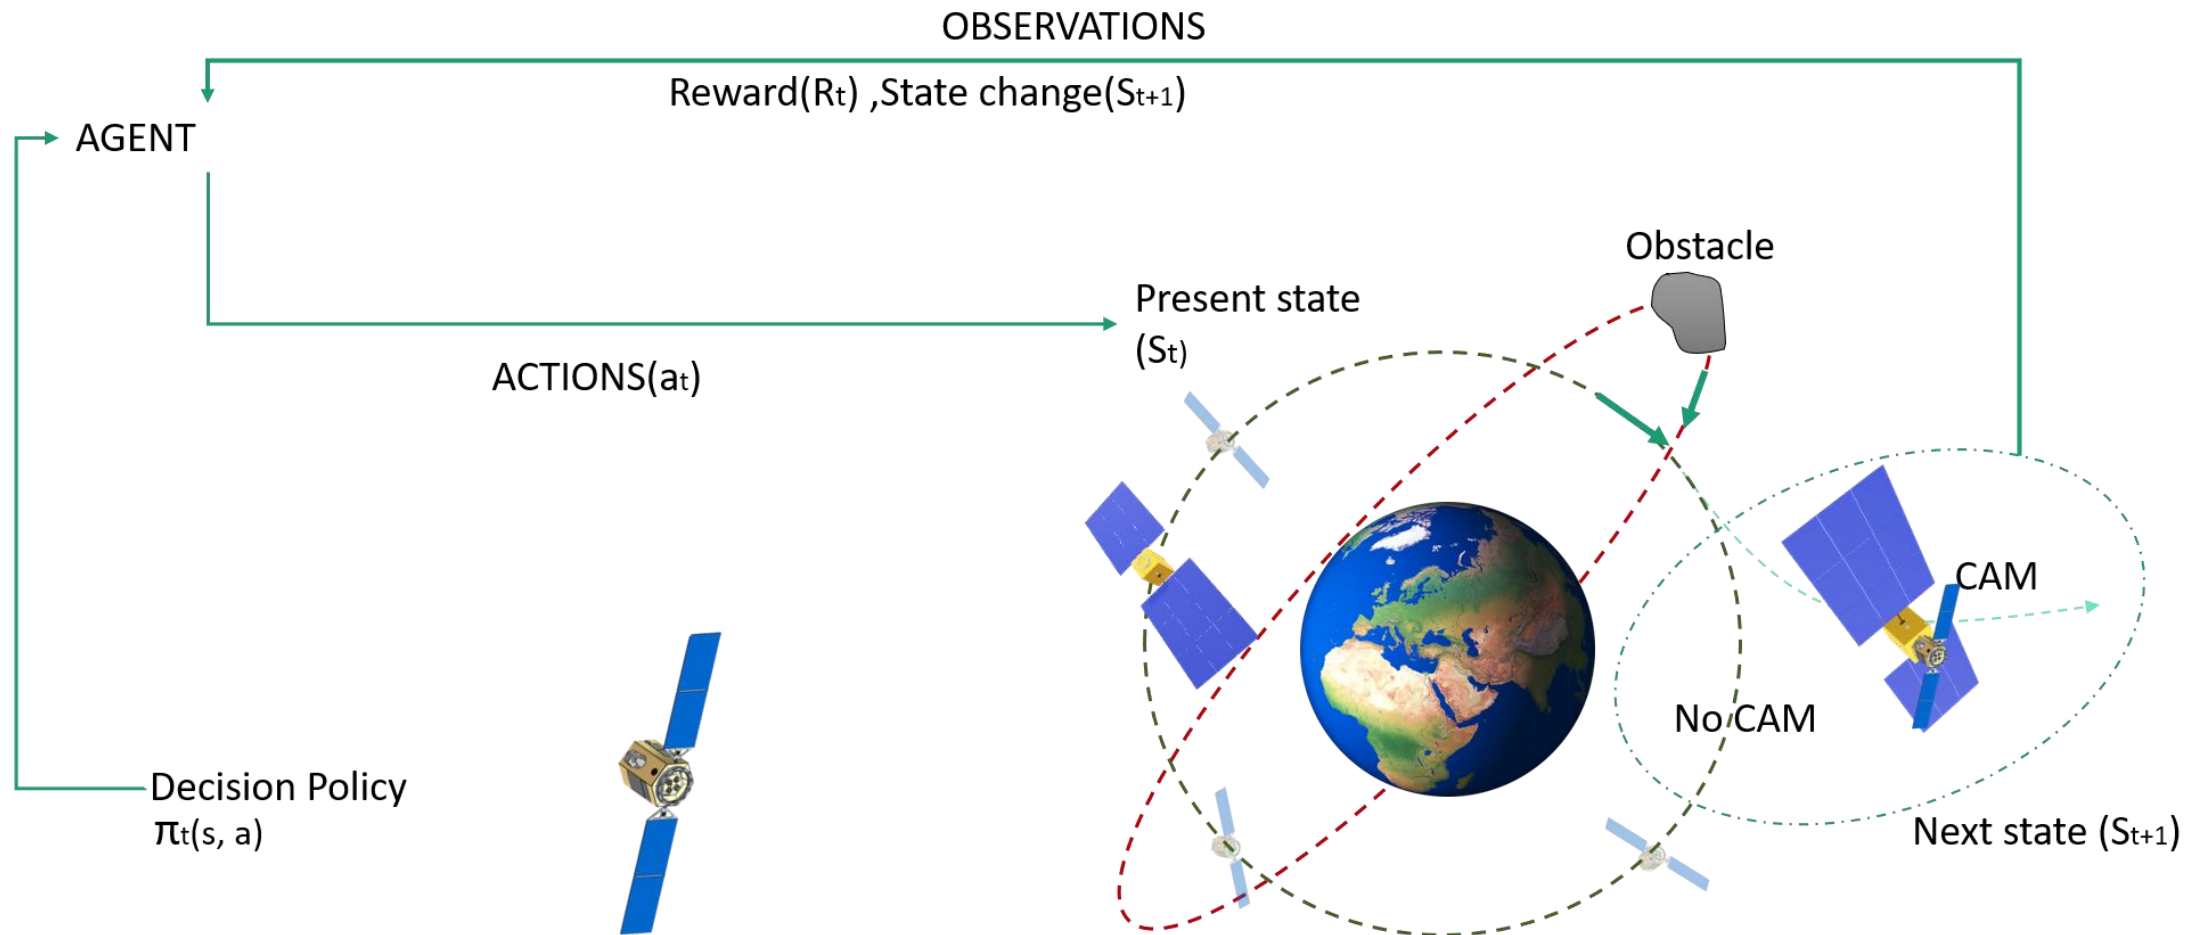 OBSERVATIONS
Reward(Rt) ,State change(St+1)
AGENT
Obstacle
Present state
(St)
ACTIONS(at)
CAM
No CAM
Decision Policy
πt(s, a)
Next state (St+1)